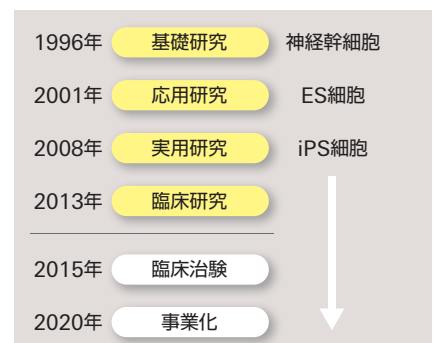 1996年 基礎研究 神経幹細胞
2001年 応用研究 ES細胞
2008年 実用研究 iPS細胞
2013年 臨床研究
2015年 臨床治験
2020年 事業化